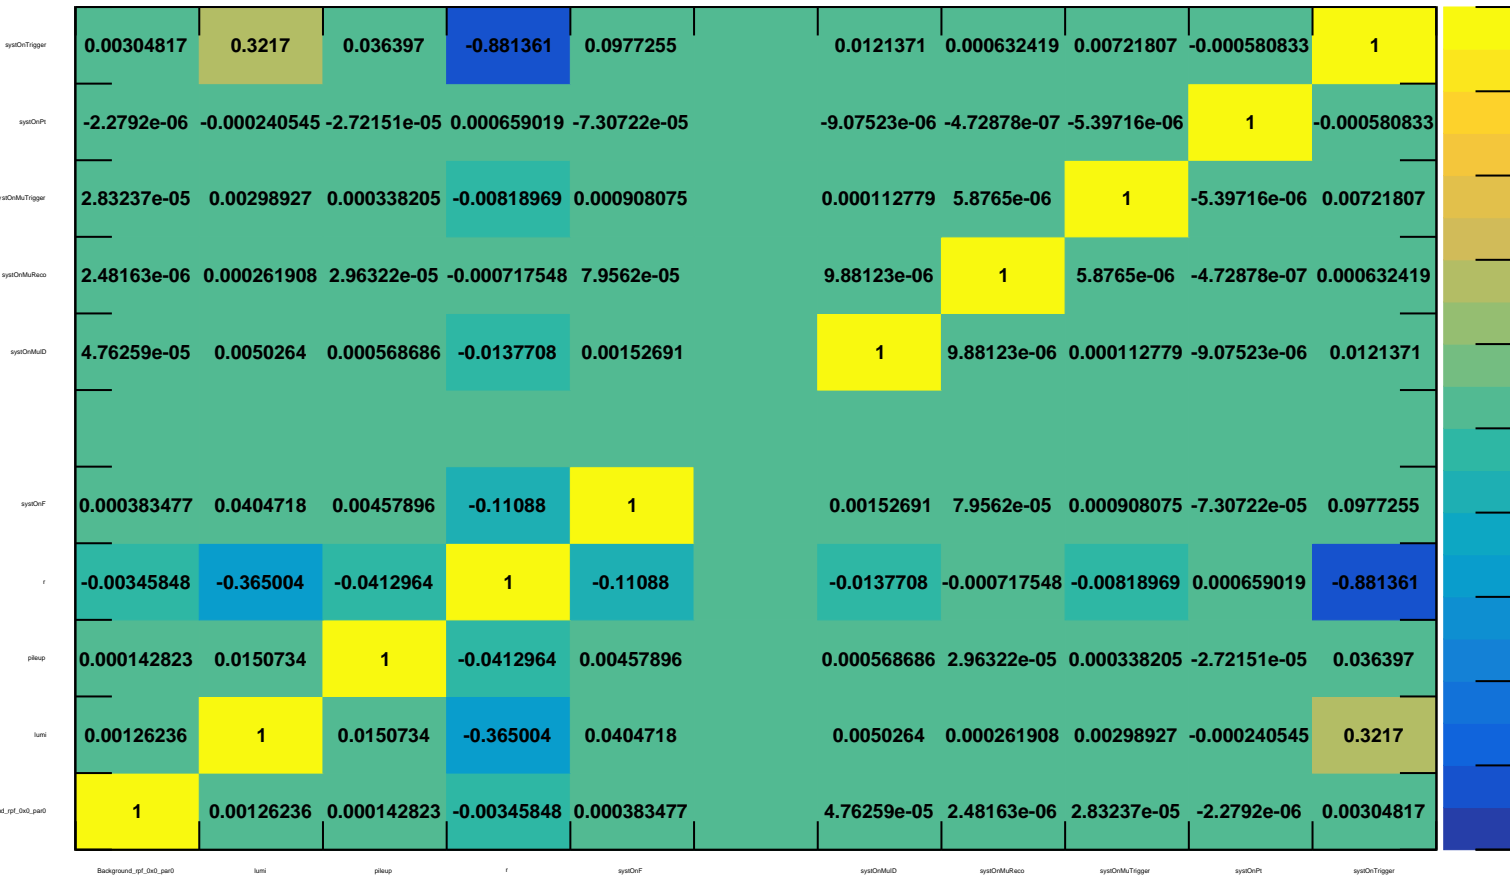 systOnTrigger 0.00304817 0.3217 0.036397 -0.881361 0.0977255 0.0121371 0.000632419 0.00721807 -0.000580833 1
systOnPt -2.2792e-06 -0.000240545 -2.72151e-05 0.000659019 -7.30722e-05 -9.07523e-06 -4.72878e-07 -5.39716e-06 1 -0.000580833
stOnMuTrigger 2.83237e-05 0.00298927 0.000338205 -0.00818969 0.000908075 0.000112779 5.8765e-06 1 -5.39716e-06 0.00721807
systOnMuReco 2.48163e-06 0.000261908 2.96322e-05 -0.000717548 7.9562e-05 9.88123e-06 1 5.8765e-06 -4.72878e-07 0.000632419
systOnMuID 4.76259e-05 0.0050264 0.000568686 -0.0137708 0.00152691 1 9.88123e-06 0.000112779 -9.07523e-06 0.0121371
systOnF 0.000383477 0.0404718 0.00457896 -0.11088 1 0.00152691 7.9562e-05 0.000908075 -7.30722e-05 0.0977255
r -0.00345848 -0.365004 -0.0412964 1 -0.11088 -0.0137708 -0.000717548 -0.00818969 0.000659019 -0.881361
pileup 0.000142823 0.0150734 1 -0.0412964 0.00457896 0.000568686 2.96322e-05 0.000338205 -2.72151e-05 0.036397
lumi 0.00126236 1 0.0150734 -0.365004 0.0404718 0.0050264 0.000261908 0.00298927 -0.000240545 0.3217
d_rpf_0x0_par0 1 0.00126236 0.000142823 -0.00345848 0.000383477 4.76259e-05 2.48163e-06 2.83237e-05 -2.2792e-06 0.00304817
Background_rpf_0x0_par0 lumi pileup r systOnF systOnMuID systOnMuReco systOnMuTrigger systOnPt systOnTrigger